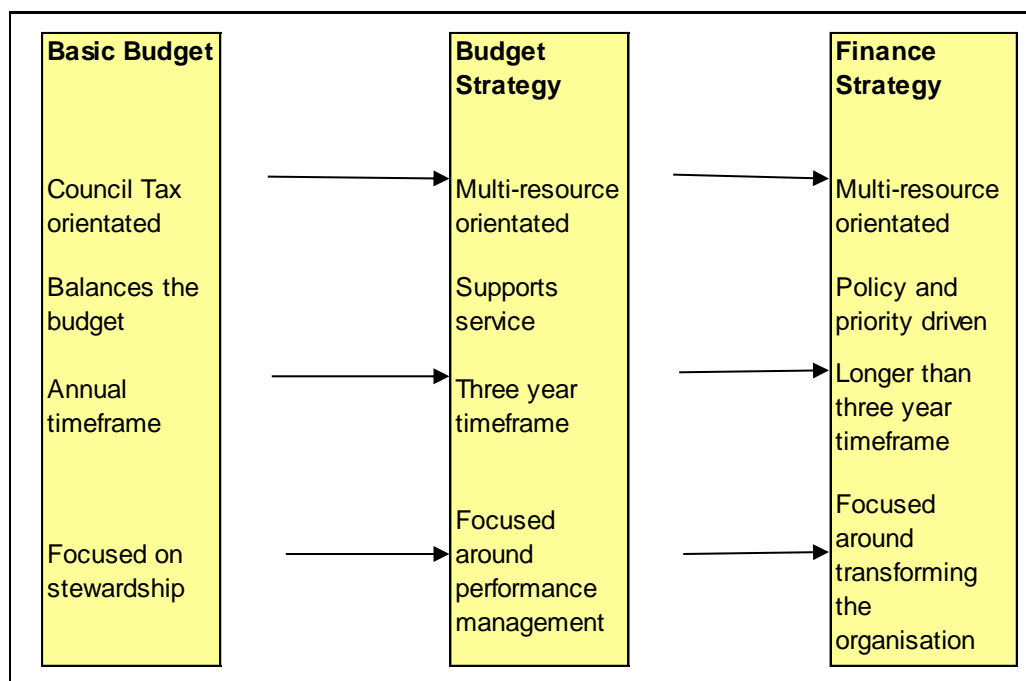 Basic Budget
Council Tax
orientated
Balances the
budget
Annual
timeframe
Focused on
stewardship
Budget
Strategy
Multi-resource
orientated
Supports
service
Three year
timeframe
Focused
around
performance
management
Finance
Strategy
Multi-resource
orientated
Policy and
priority driven
Longer than
three year
timeframe
Focused
around
transforming
the
organisation